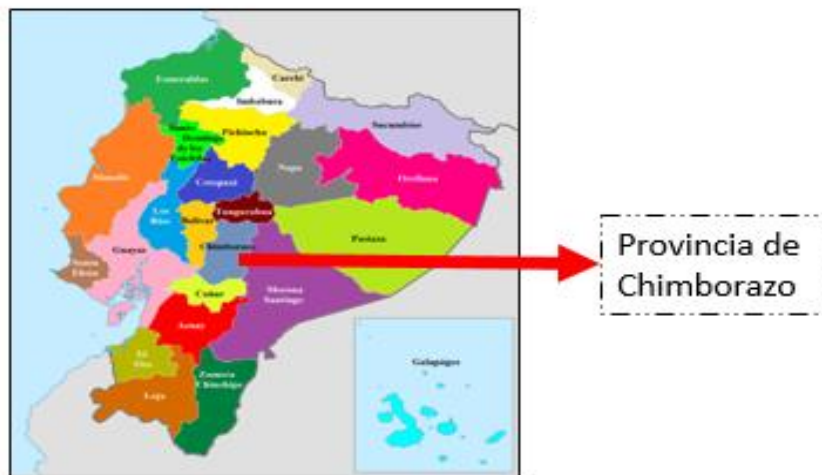 Esmeraldas
Carchi
Imbabura
Sucumbíos
Pichincha
Santo
Domingo
de los
Tsáchilas
Manabí
Napo
Orellana
Cotopaxi
Los
Ríos
Tungurahua
Bolívar
Pastaza
Chimborazo
Guayas
Santa
Elena
Provincia de
Chimborazo
Cañar
Morona
Santiago
Azuay
El
Oro
Zamora
Chinchipe
Loja
Galápagos